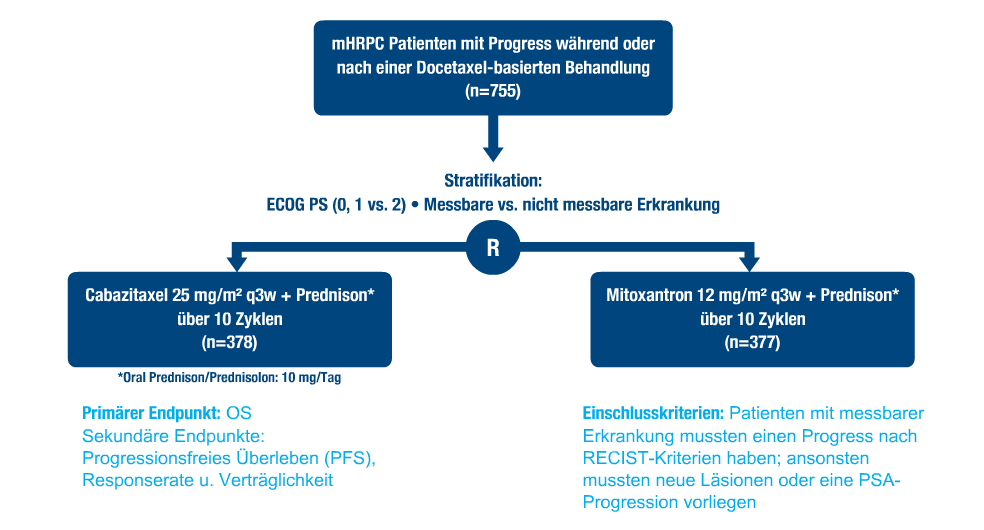 mHRPC Patienten mit Progress während oder
nach einer Docetaxel-basierten Behandlung
(n=755)
Stratifikation:
ECOG PS (0, 1 vs. 2) • Messbare vs. nicht messbare Erkrankung
R
Cabazitaxel 25 mg/m² q3w + Prednison*
über 10 Zyklen
(n=378)
*Oral Prednison/Prednisolon: 10 mg/Tag
Mitoxantron 12 mg/m² q3w + Prednison*
über 10 Zyklen
(n=377)
Primärer Endpunkt: OS
Sekundäre Endpunkte:
Progressionsfreies Überleben (PFS),
Responserate u. Verträglichkeit
Einschlusskriterien: Patienten mit messbarer
Erkrankung mussten einen Progress nach
RECIST-Kriterien haben; ansonsten
mussten neue Läsionen oder eine PSA-
Progression vorliegen